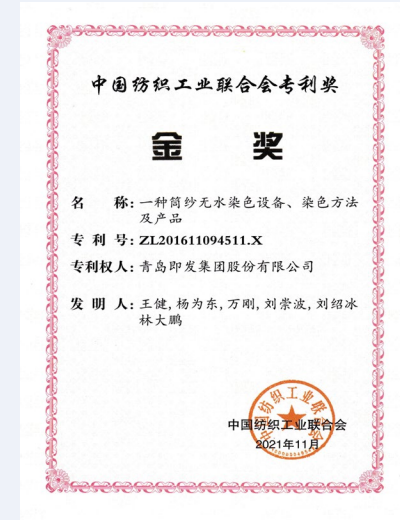 中国纺织工业联合会专利奖
金 奖
名 称: 一种筒纱无水染色设备、染色方法
及产品
专 利 号: ZL201611094511.X
专利权人: 青岛即发集团股份有限公司
发 明 人: 王健, 杨为东, 万刚, 刘崇波, 刘绍冰
林大鹏
中国纺织工业联合会
2021年11月